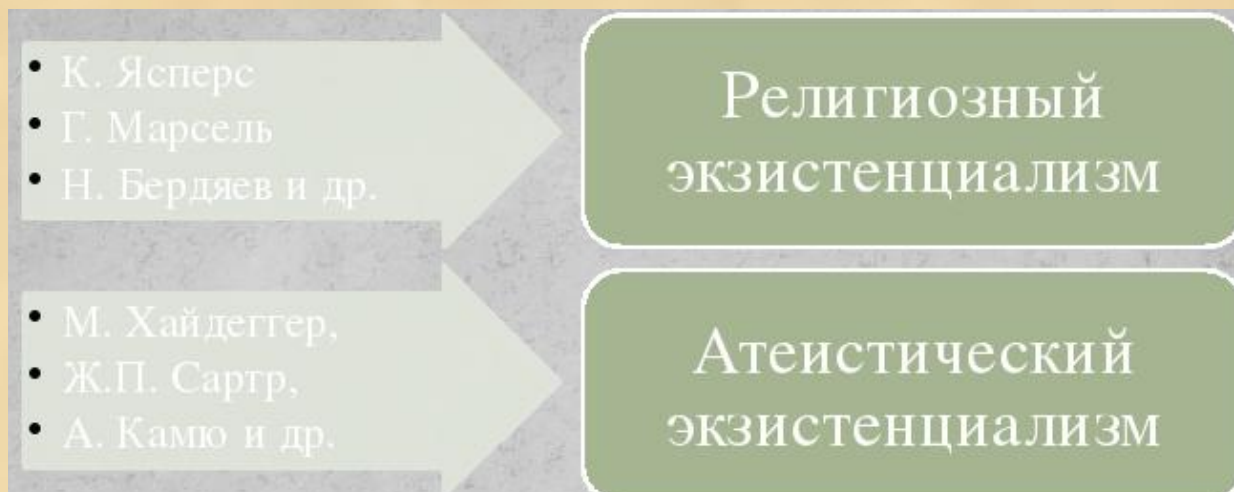 • К. Ясперс
• Г. Марсель
• Н. Бердяев и др.
Религиозный
экзистенциализм
• М. Хайдеггер,
• Ж.П. Сартр,
• А. Камю и др.
Атеистический
экзистенциализм